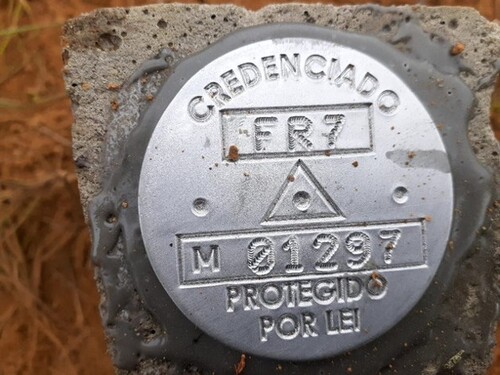 CREDENCIADO
FR7
M 01297
PROTEGIDO
POR LEI